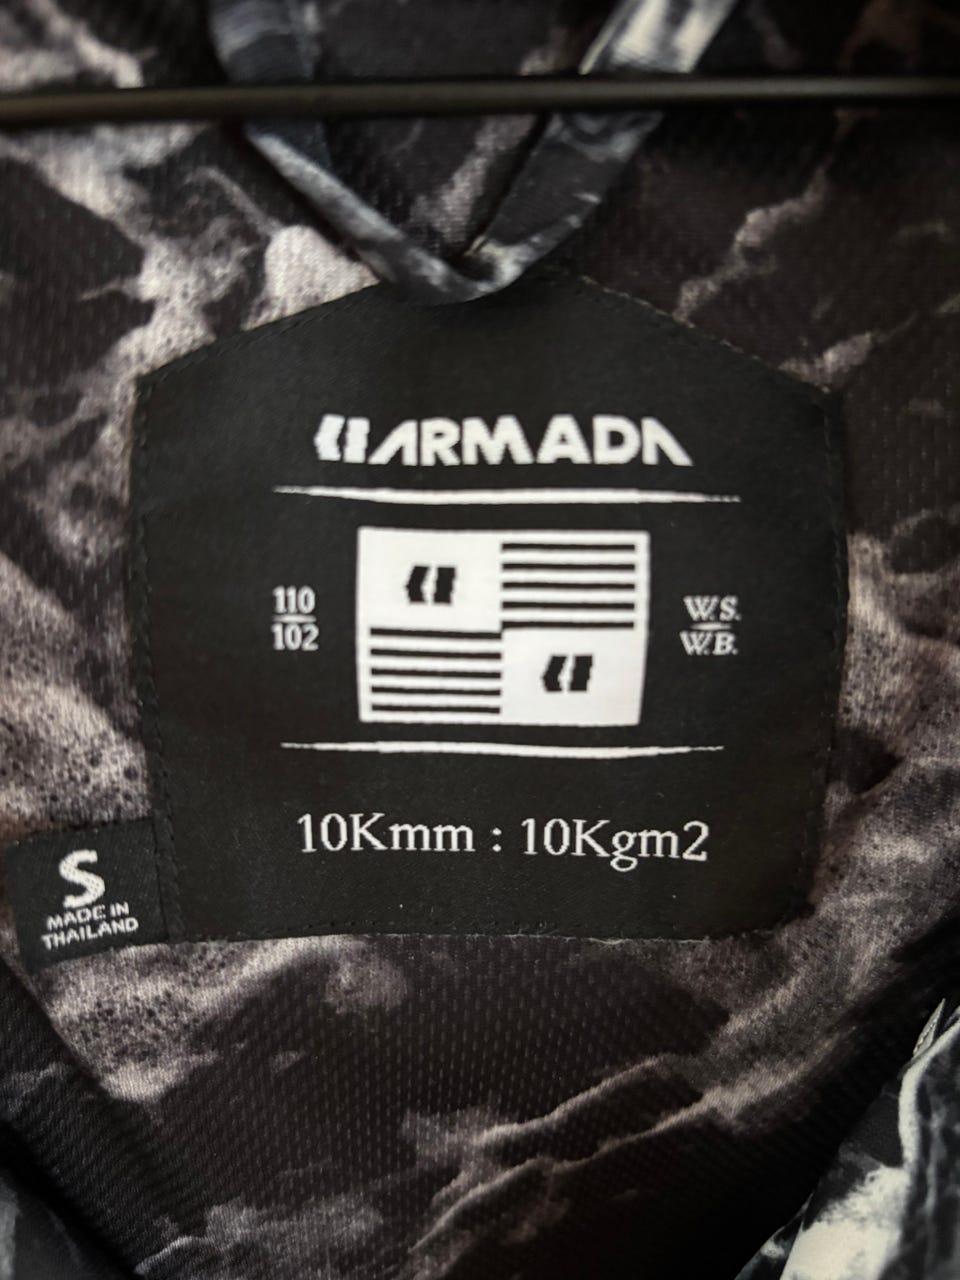 ARMADA
110
102
W.S.
W.B.
10Kmm : 10Kgm2
S
MADE IN
THAILAND